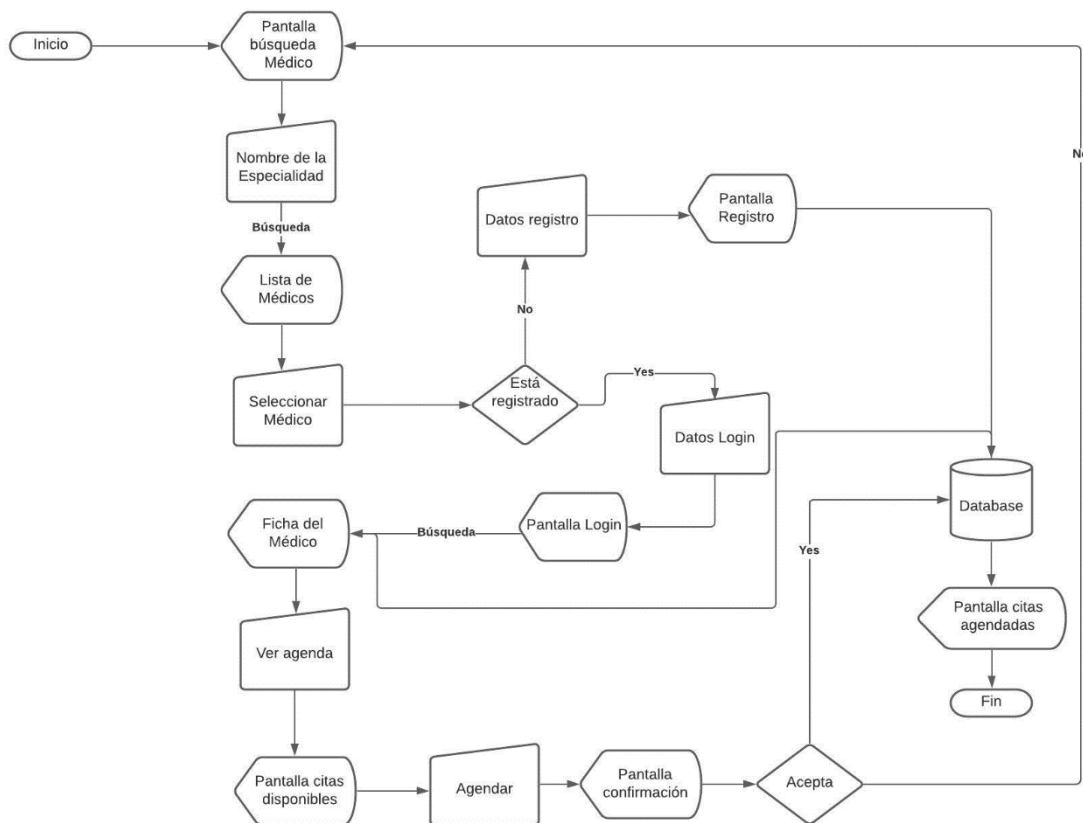 Inicio
Pantalla
búsqueda
Médico
Nombre de la
Especialidad
Búsqueda
Lista de
Médicos
Seleccionar
Médico
Está
registrado
No
Datos registro
Pantalla
Registro
Yes
Datos Login
Pantalla Login
Búsqueda
Ficha del
Médico
Ver agenda
Pantalla citas
disponibles
Agendar
Pantalla
confirmación
Acepta
Yes
No
Database
Pantalla citas
agendadas
Fin